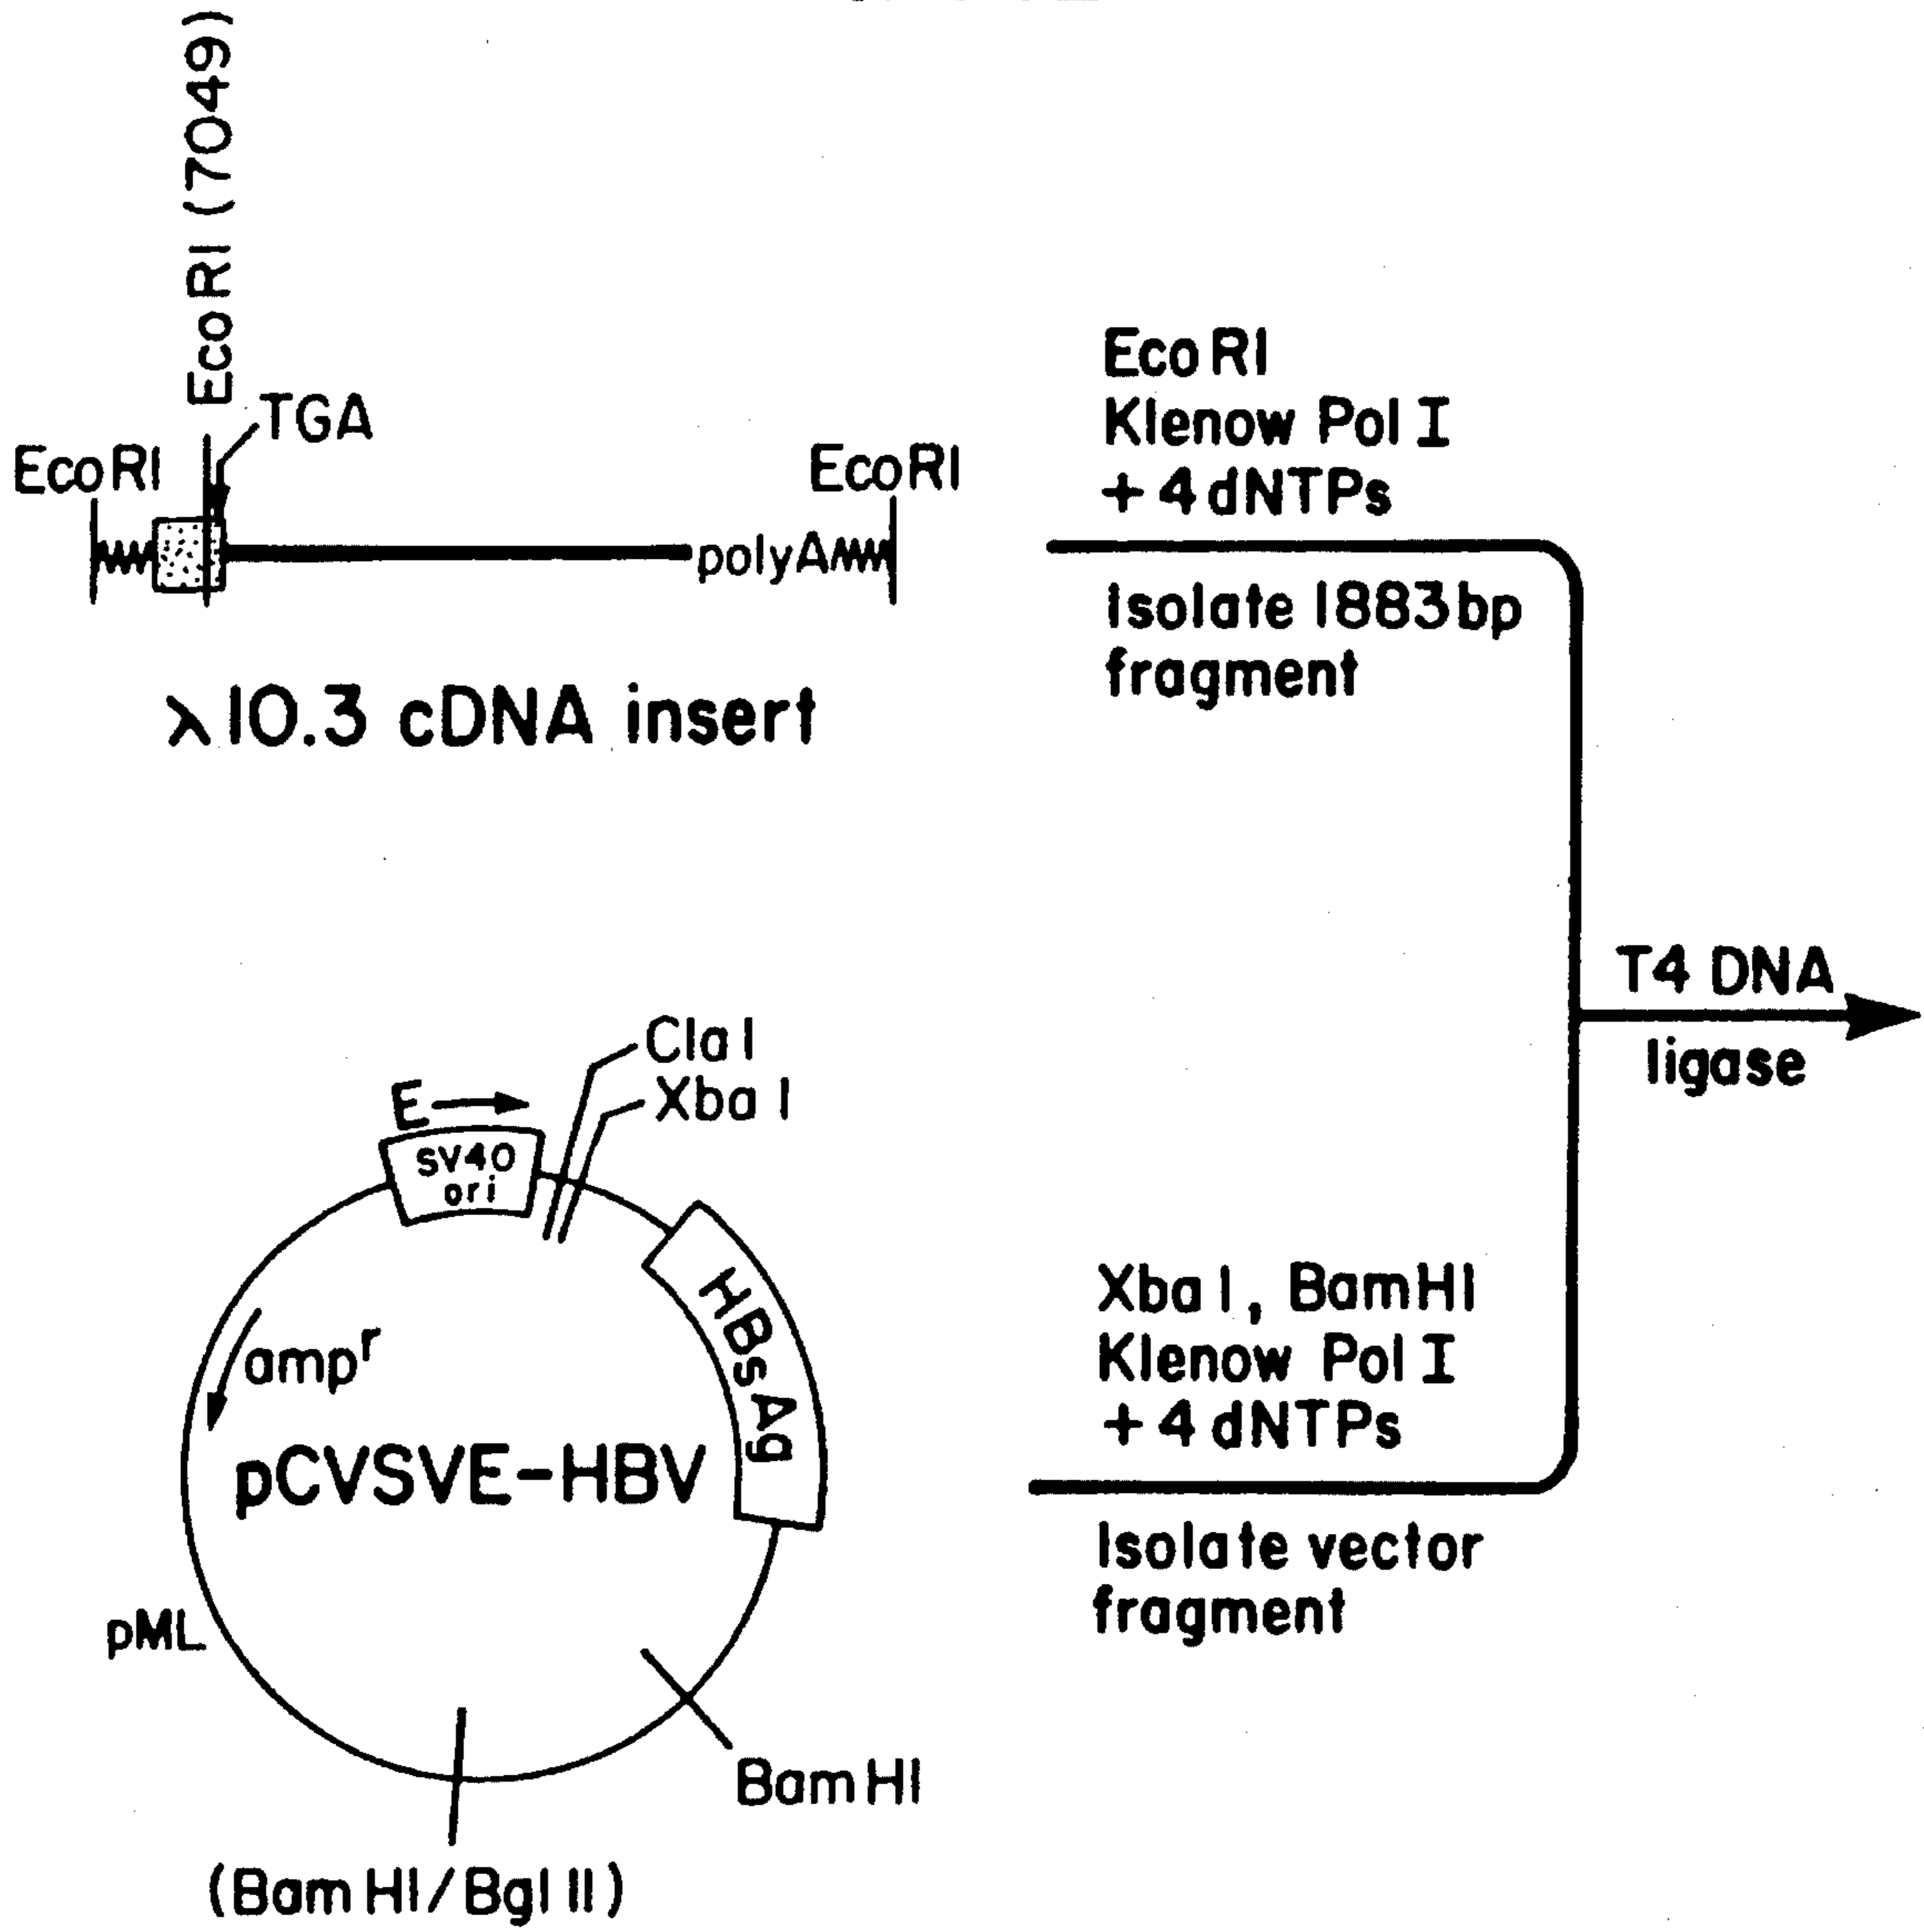 EcoRI (7049)
TGA
EcoRI
EcoRI
polyA
λ10.3 cDNA insert
EcoRI
Klenow Pol I
+ 4 dNTPs
Isolate 1883bp
fragment
T4 DNA
ligase
ClaI
XbaI
E
SV40
ori
HBsAg
ampʳ
pCVSVE-HBV
pML
BamHI
(BamHI/BglII)
XbaI, BamHI
Klenow Pol I
+ 4 dNTPs
Isolate vector
fragment